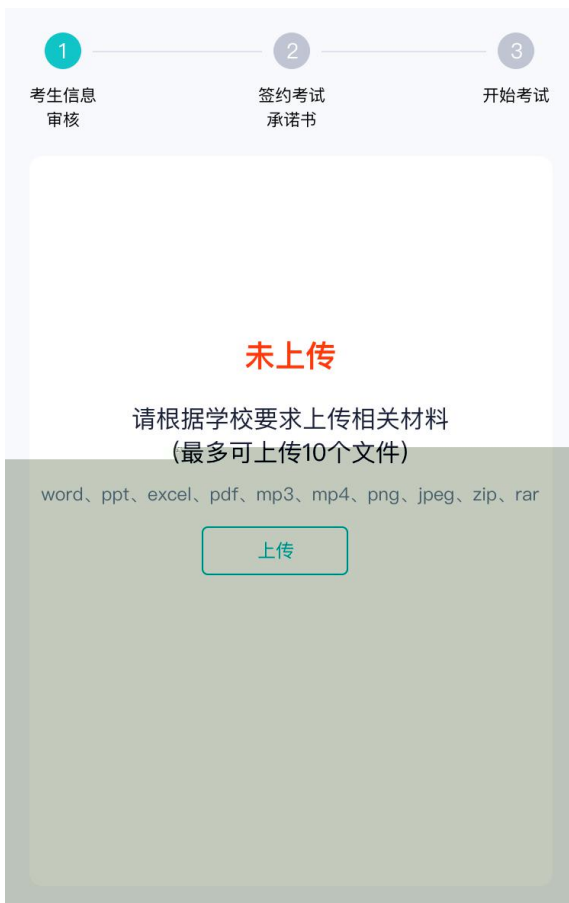 1
2
3
考生信息
审核
签约考试
承诺书
开始考试
未上传
请根据学校要求上传相关材料
(最多可上传10个文件)
word、ppt、excel、pdf、mp3、mp4、png、jpeg、zip、rar
上传